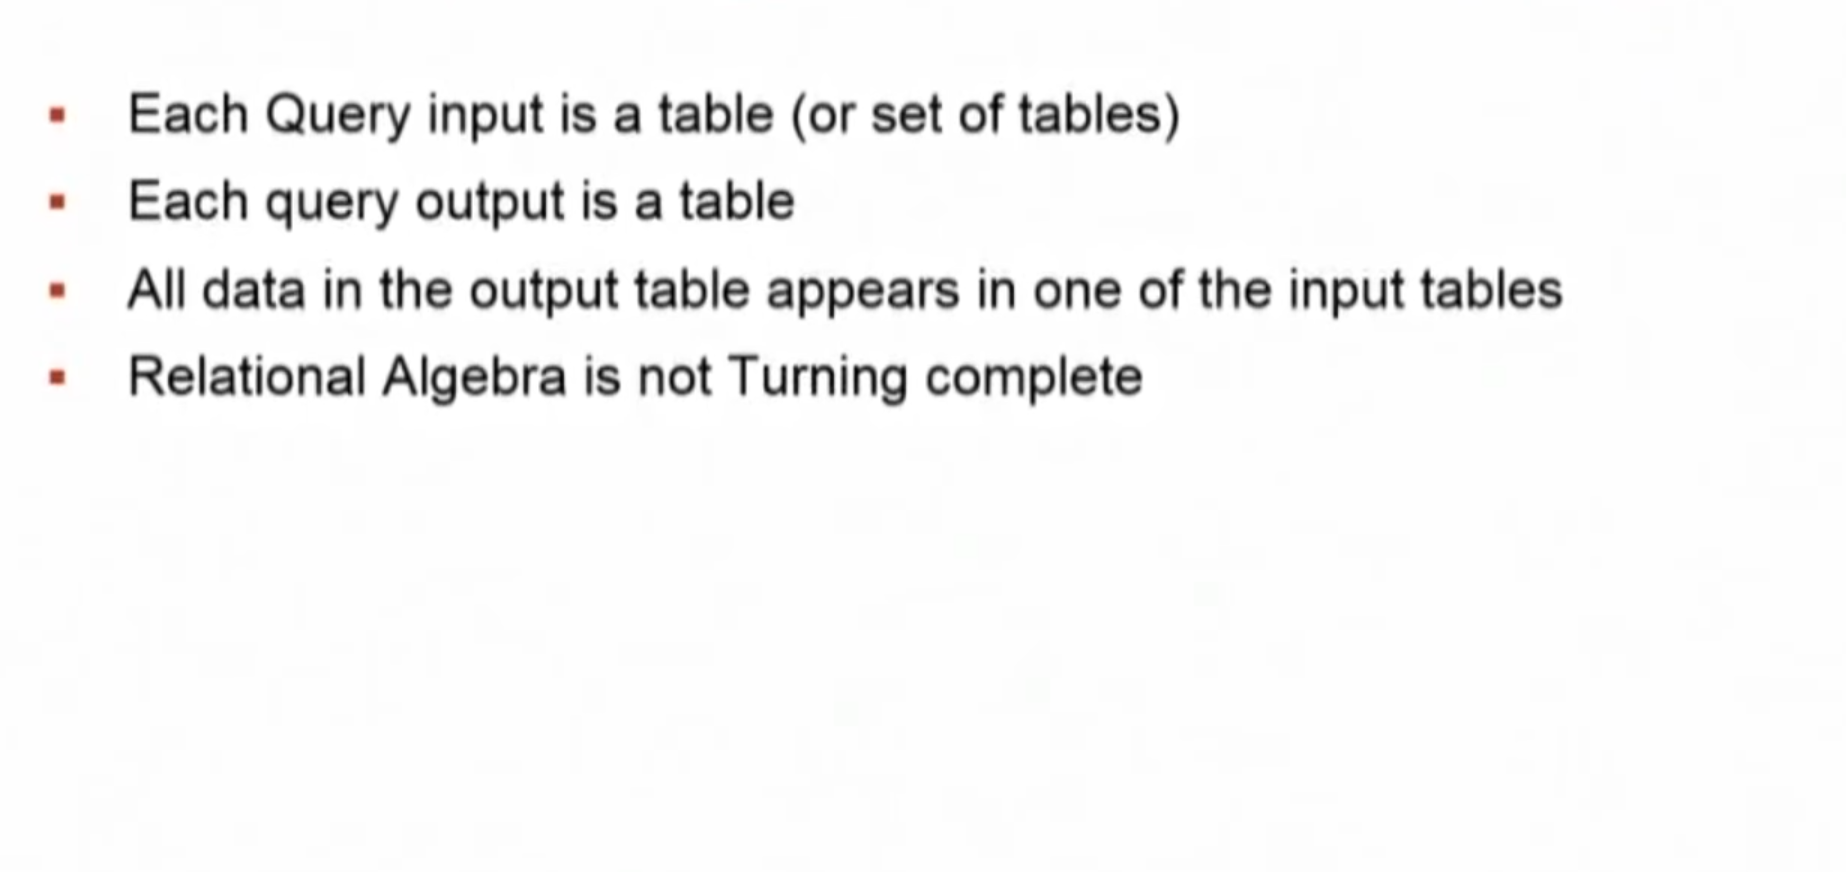 Each Query input is a table (or set of tables)
Each query output is a table
All data in the output table appears in one of the input tables
Relational Algebra is not Turning complete